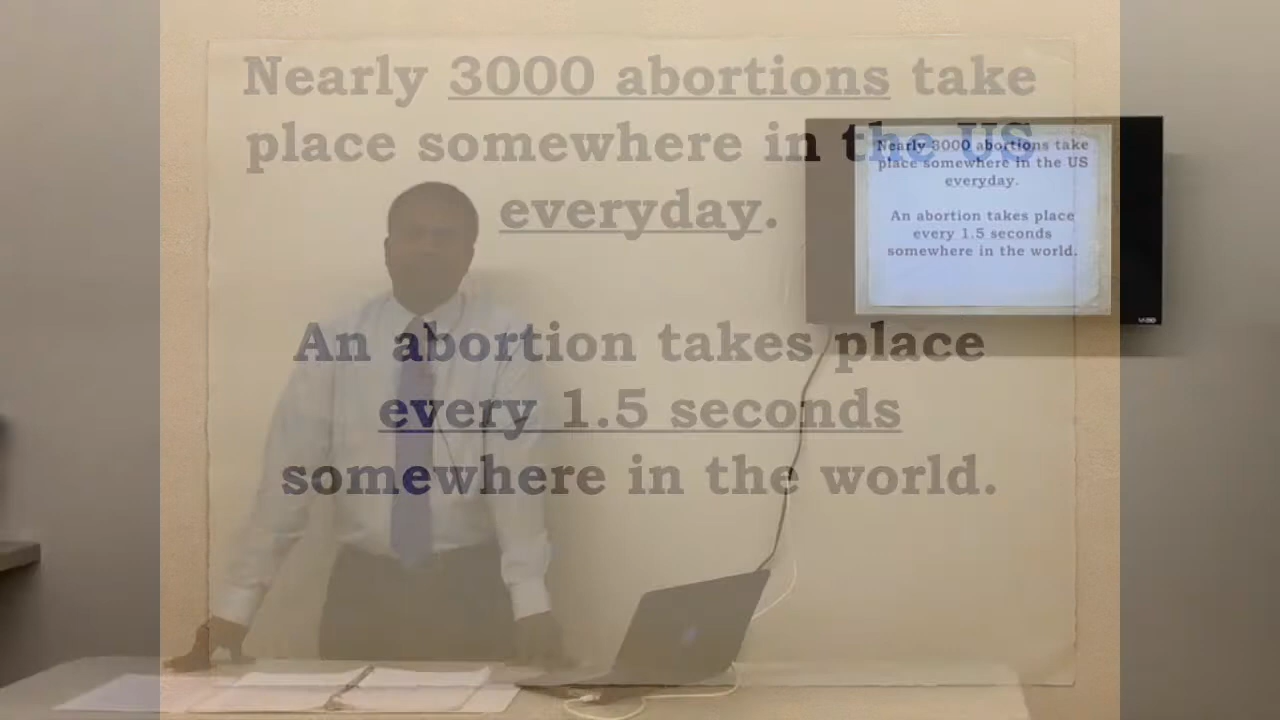 Nearly 3000 abortions take
place somewhere in the US
everyday.
An abortion takes place
every 1.5 seconds
somewhere in the world.
Nearly 3000 abortions take
place somewhere in the US
everyday.
An abortion takes place
every 1.5 seconds
somewhere in the world.
VIZIO